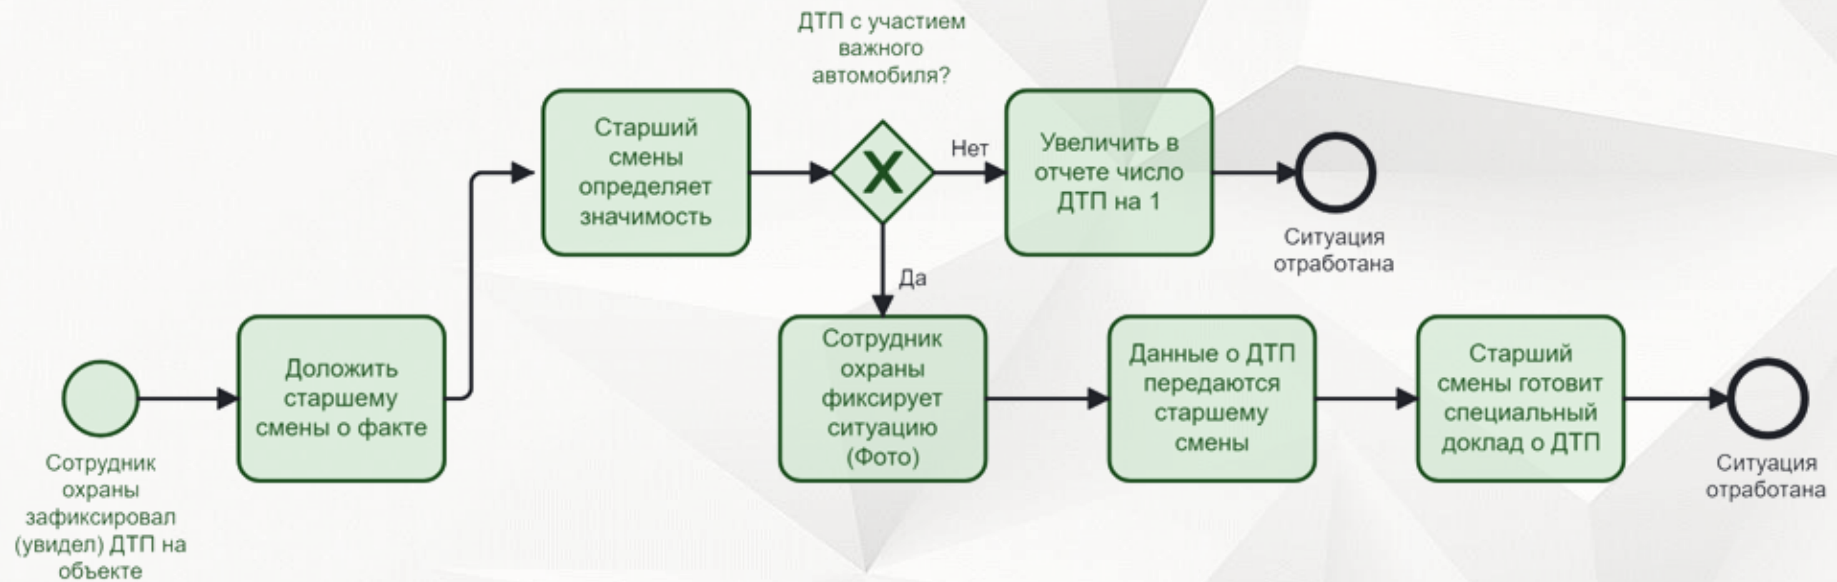 ДТП с участием
важного
автомобиля?
Старший
смены
определяет
значимость
X
Нет
Увеличить в
отчете число
ДТП на 1
Ситуация
отработана
Да
Доложить
старшему
смены о факте
Сотрудник
охраны
зафиксировал
(увидел) ДТП на
объекте
Сотрудник
охраны
фиксирует
ситуацию
(Фото)
Данные о ДТП
передаются
старшему
смены
Старший
смены готовит
специальный
доклад о ДТП
Ситуация
отработана